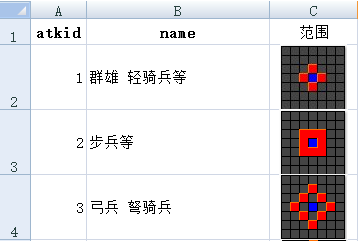 A B C
1 atkid name 范围
2 1 群雄 轻骑兵等
3 2 步兵等
4 3 弓兵 弩骑兵